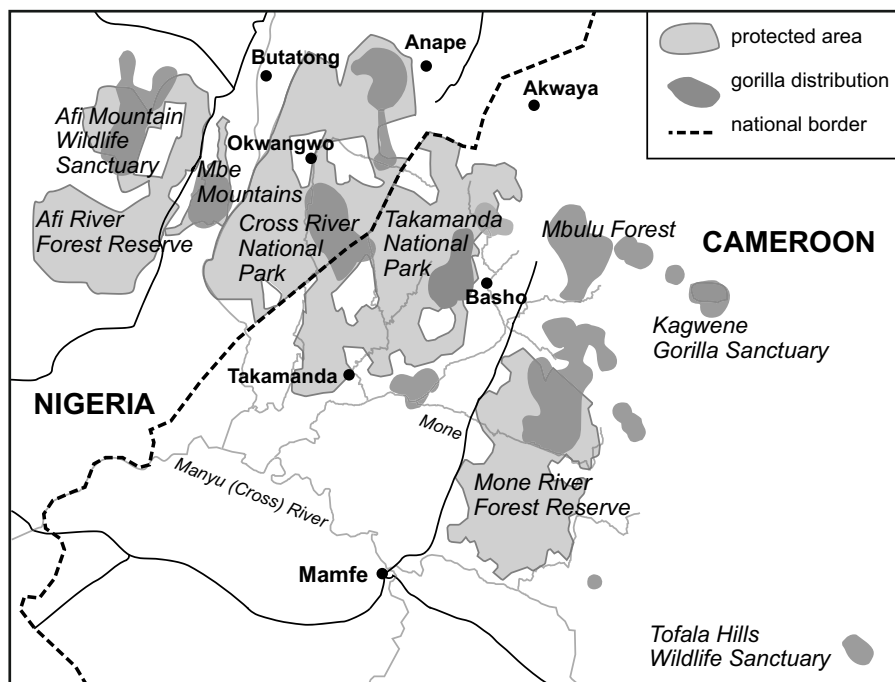 protected area
gorilla distribution
national border
Butatong
Anape
Akwaya
Afi Mountain
Wildlife
Sanctuary
Okwangwo
Mbe
Mountains
Afi River
Forest Reserve
Cross River
National
Park
Takamanda
National
Park
Mbulu Forest
CAMEROON
Basho
Kagwene
Gorilla Sanctuary
Takamanda
NIGERIA
Mone
Manyu (Cross) River
Mone River
Forest Reserve
Mamfe
Tofala Hills
Wildlife Sanctuary